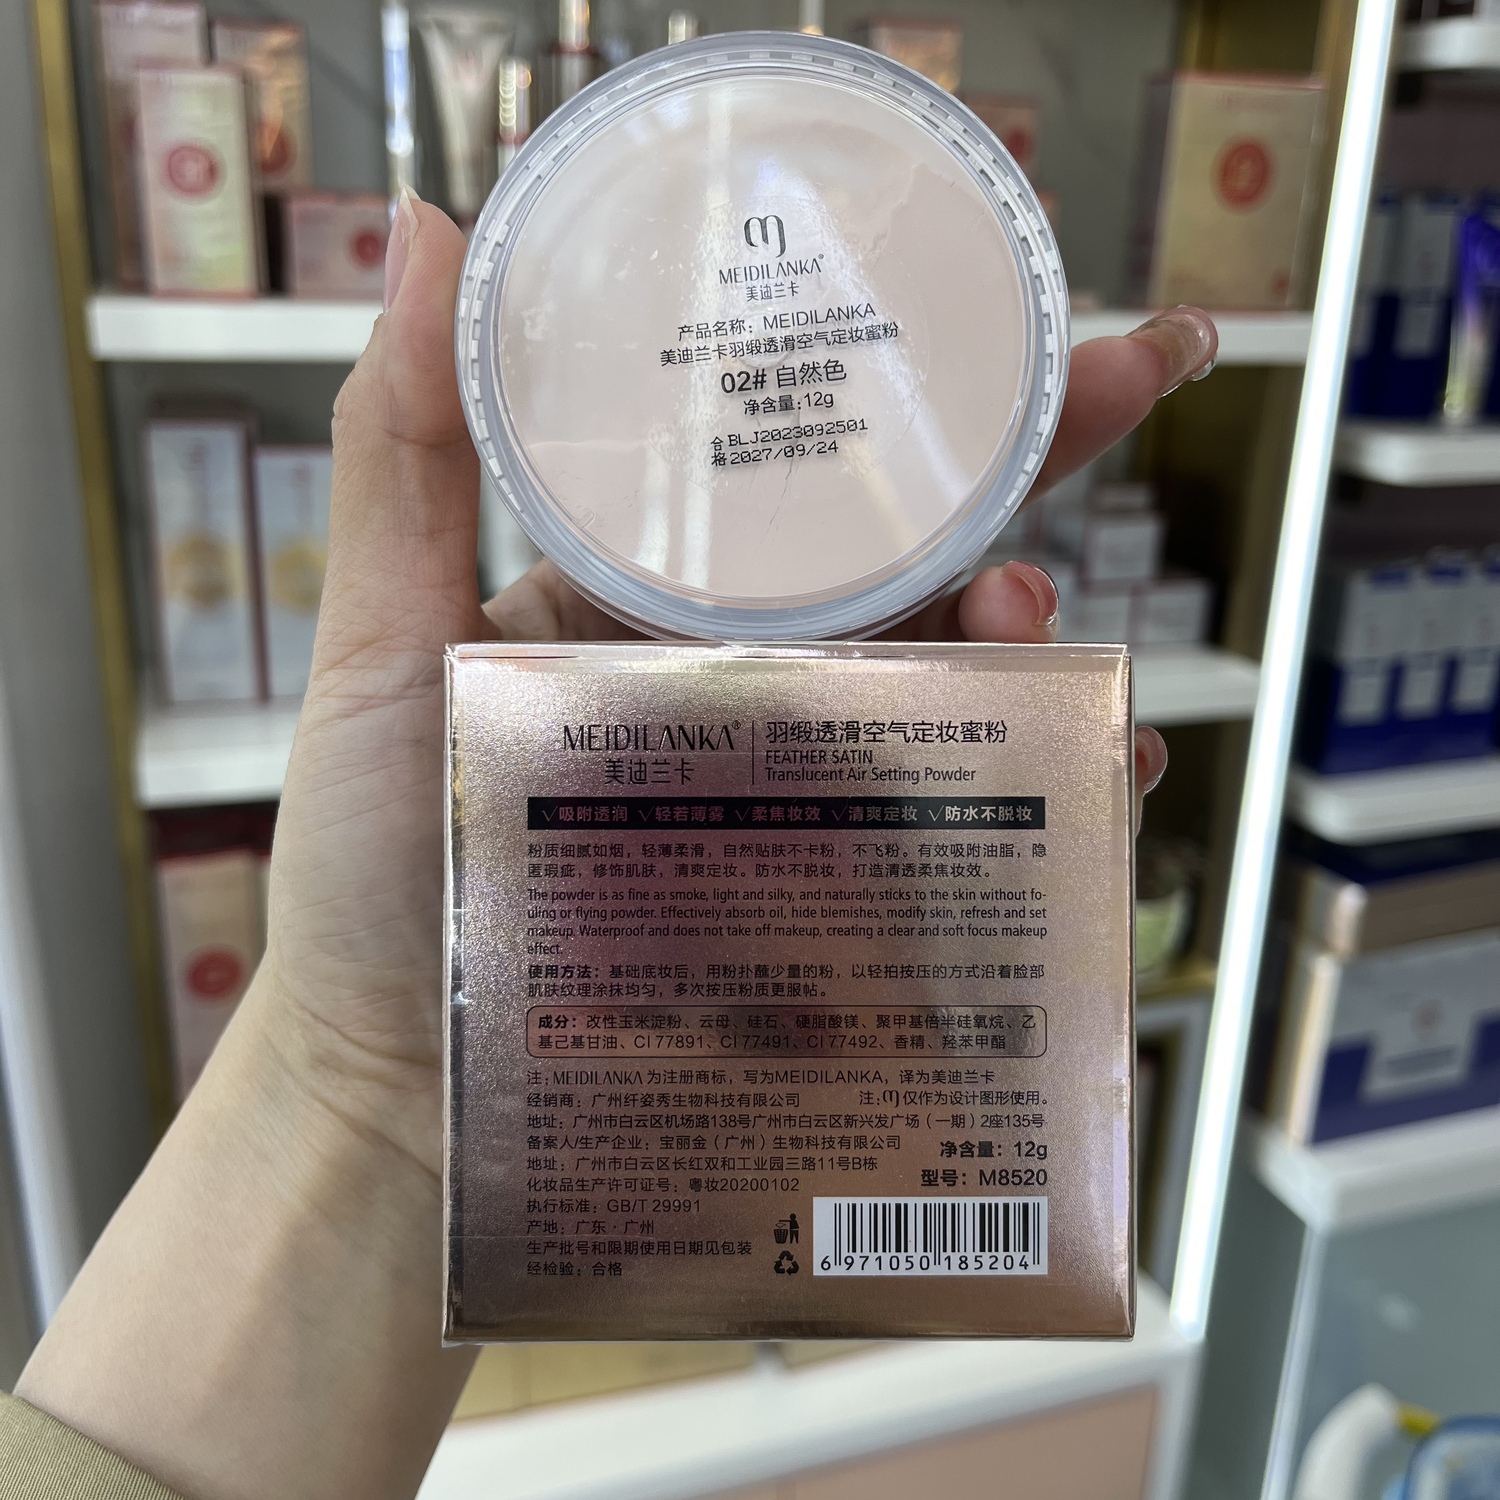 MEIDILANKA®
美迪兰卡
产品名称：MEIDILANKA
美迪兰卡羽缎透滑空气定妆蜜粉
02# 自然色
净含量:12g
合 BLJ2023092501
格 2027/09/24
MEIDILANKA®
美迪兰卡
羽缎透滑空气定妆蜜粉
FEATHER SATIN
Translucent Air Setting Powder
√吸附透润 √轻若薄雾 √柔焦妆效 √清爽定妆 √防水不脱妆
粉质细腻如烟，轻薄柔滑，自然贴肤不卡粉，不飞粉。有效吸附油脂，隐
匿瑕疵，修饰肌肤，清爽定妆。防水不脱妆，打造清透柔焦妆效。
The powder is as fine as smoke, light and silky, and naturally sticks to the skin without fo-
uling or flying powder. Effectively absorb oil, hide blemishes, modify skin, refresh and set
makeup. Waterproof and does not take off makeup, creating a clear and soft focus makeup
effect.
使用方法：基础底妆后，用粉扑蘸少量的粉，以轻拍按压的方式沿着脸部
肌肤纹理涂抹均匀，多次按压粉质更服帖。
成分：改性玉米淀粉、云母、硅石、硬脂酸镁、聚甲基倍半硅氧烷、乙
基己基甘油、CI 77891、CI 77491、CI 77492、香精、羟苯甲酯
注：MEIDILANKA 为注册商标，写为MEIDILANKA，译为美迪兰卡
经销商：广州纤姿秀生物科技有限公司 注:m仅作为设计图形使用。
地址：广州市白云区机场路138号广州市白云区新兴发广场（一期）2座135号
备案人/生产企业：宝丽金（广州）生物科技有限公司
净含量：12g
地址：广州市白云区长红双和工业园三路11号B栋
型号：M8520
化妆品生产许可证号：粤妆20200102
执行标准：GB/T 29991
产地：广东·广州
生产批号和限期使用日期见包装
经检验：合格
6 971050 185204